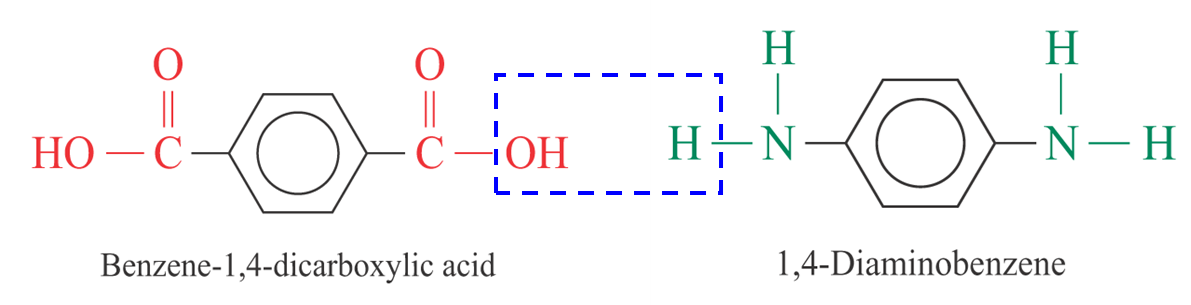 H H
O O
HO C C OH H N N H
Benzene-1,4-dicarboxylic acid 1,4-Diaminobenzene